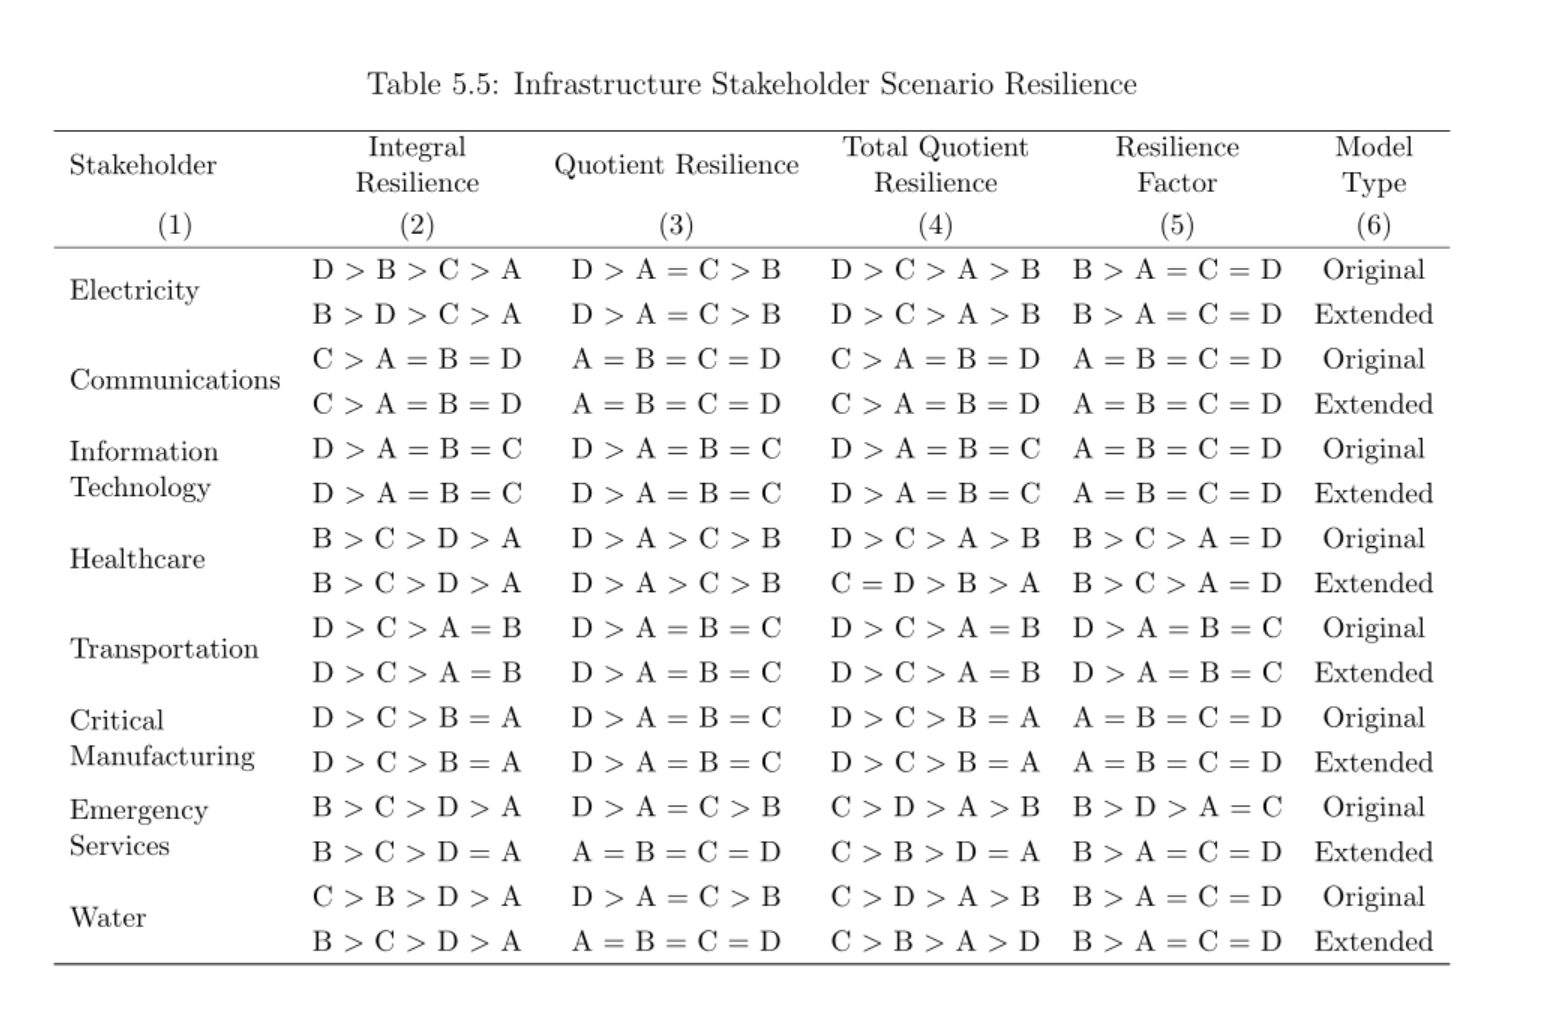 Table 5.5: Infrastructure Stakeholder Scenario Resilience
Stakeholder Integral Resilience Quotient Resilience Total Quotient Resilience Resilience Factor Model Type
(1) (2) (3) (4) (5) (6)
Electricity D > B > C > A D > A = C > B D > C > A > B B > A = C = D Original
B > D > C > A D > A = C > B D > C > A > B B > A = C = D Extended
Communications C > A = B = D A = B = C = D C > A = B = D A = B = C = D Original
C > A = B = D A = B = C = D C > A = B = D A = B = C = D Extended
Information Technology D > A = B = C D > A = B = C D > A = B = C A = B = C = D Original
D > A = B = C D > A = B = C D > A = B = C A = B = C = D Extended
Healthcare B > C > D > A D > A > C > B D > C > A > B B > C > A = D Original
B > C > D > A D > A > C > B C = D > B > A B > C > A = D Extended
Transportation D > C > A = B D > A = B = C D > C > A = B D > A = B = C Original
D > C > A = B D > A = B = C D > C > A = B D > A = B = C Extended
Critical Manufacturing D > C > B = A D > A = B = C D > C > B = A A = B = C = D Original
D > C > B = A D > A = B = C D > C > B = A A = B = C = D Extended
Emergency Services B > C > D > A D > A = C > B C > D > A > B B > D > A = C Original
B > C > D = A A = B = C = D C > B > D = A B > A = C = D Extended
Water C > B > D > A D > A = C > B C > D > A > B B > A = C = D Original
B > C > D > A A = B = C = D C > B > A > D B > A = C = D Extended